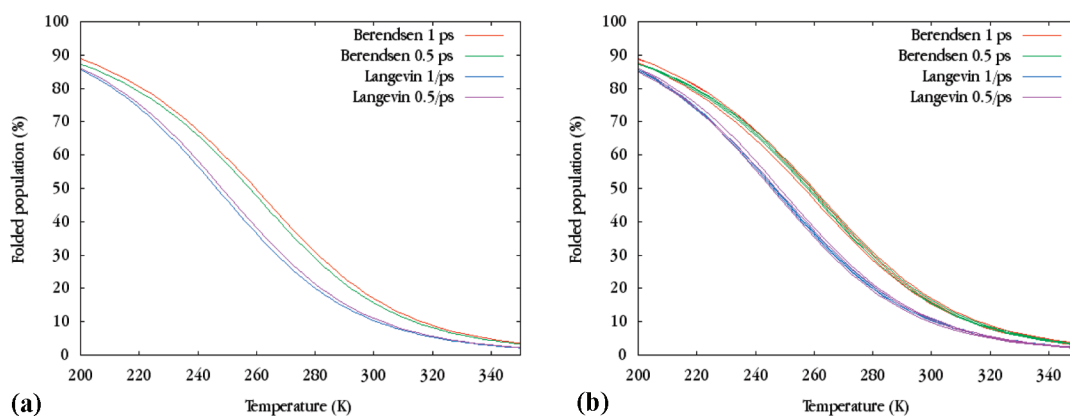 100
90
80
70
60
50
40
30
20
10
0
Folded population (%)
Berendsen 1 ps
Berendsen 0.5 ps
Langevin 1/ps
Langevin 0.5/ps
200 220 240 260 280 300 320 340
Temperature (K)
(a)
100
90
80
70
60
50
40
30
20
10
0
Folded population (%)
Berendsen 1 ps
Berendsen 0.5 ps
Langevin 1/ps
Langevin 0.5/ps
200 220 240 260 280 300 320 340
Temperature (K)
(b)